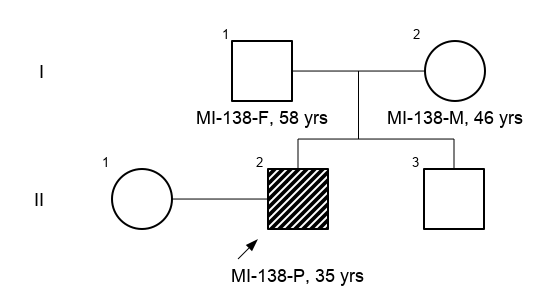 1
2
I
MI-138-F, 58 yrs
MI-138-M, 46 yrs
1
2
3
II
MI-138-P, 35 yrs